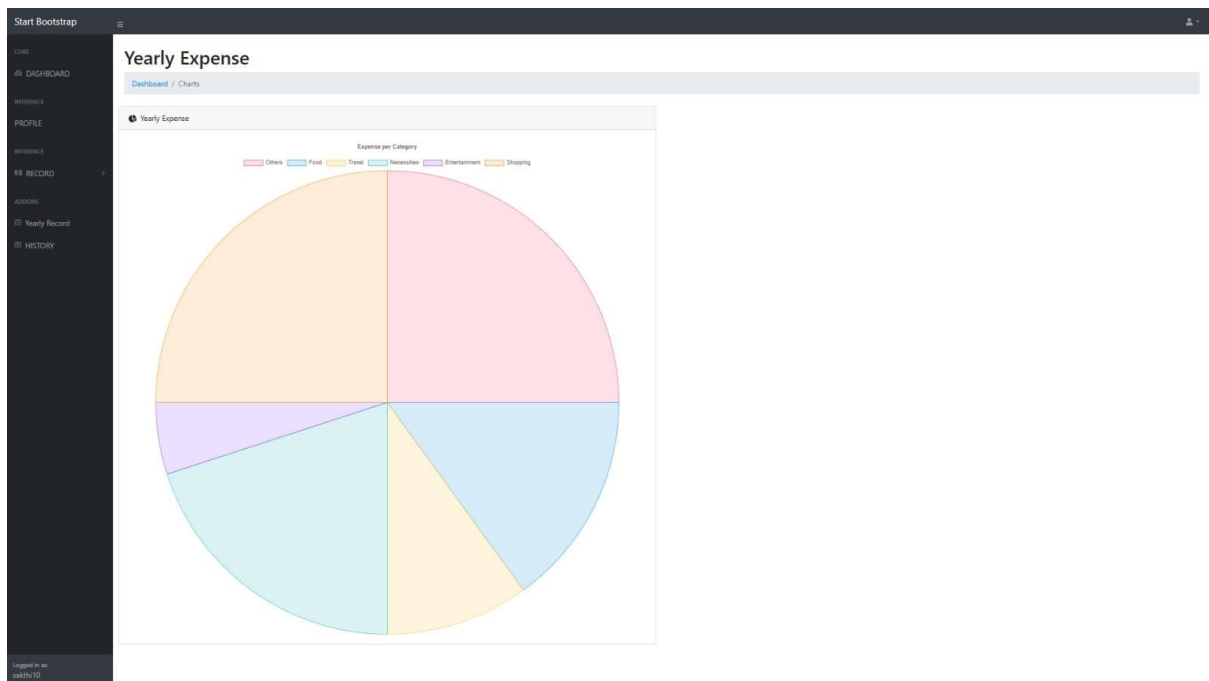 Start Bootstrap
CORE
DASHBOARD
INTERFACE
PROFILE
INTERFACE
RECORD
ADDONS
Yearly Record
HISTORY
Logged in as:
sakthi10
Yearly Expense
Dashboard / Charts
Yearly Expense
Expense per Category
Others Food Travel Necessities Entertainment Shopping